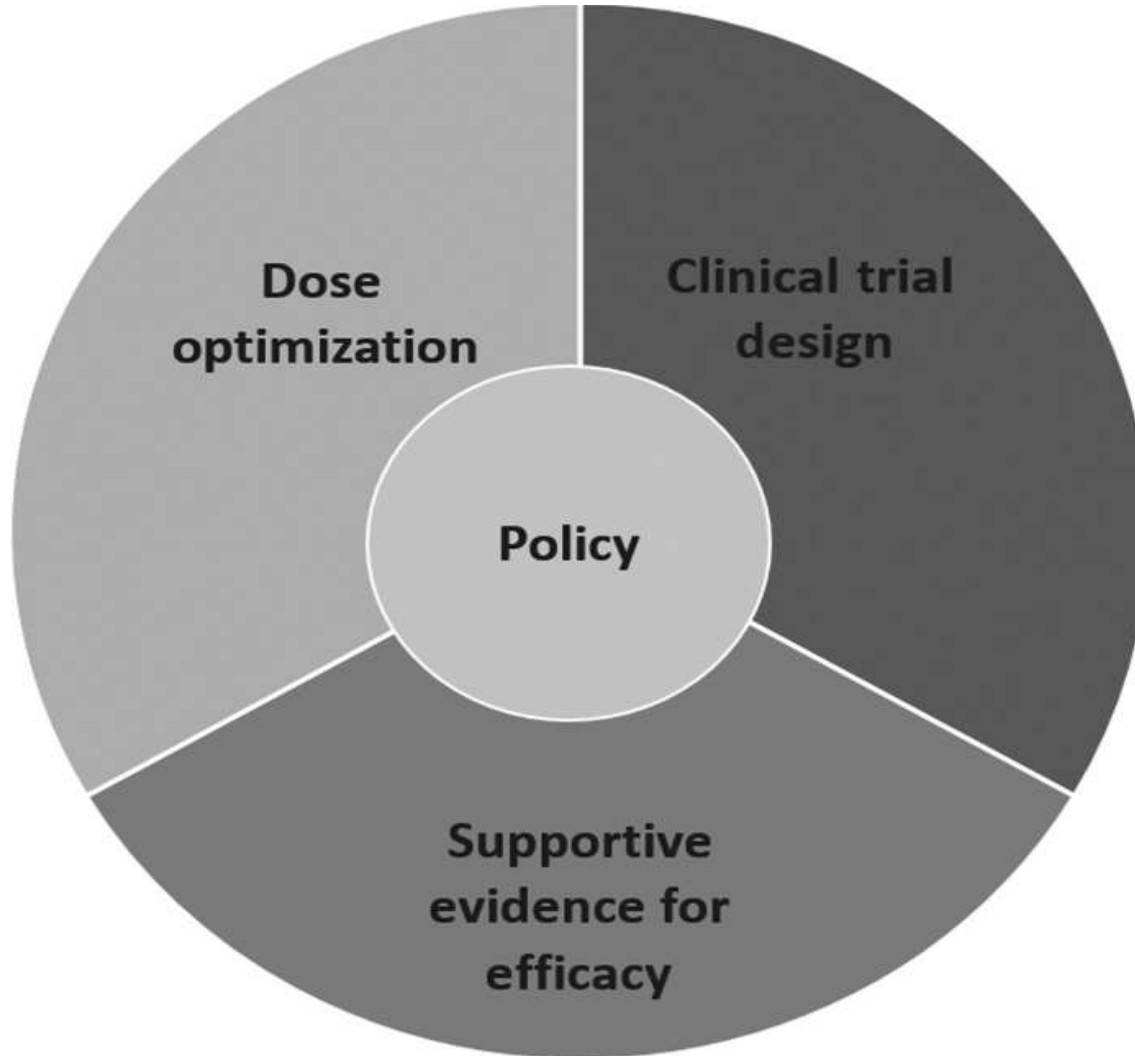 Dose
optimization
Clinical trial
design
Policy
Supportive
evidence for
efficacy